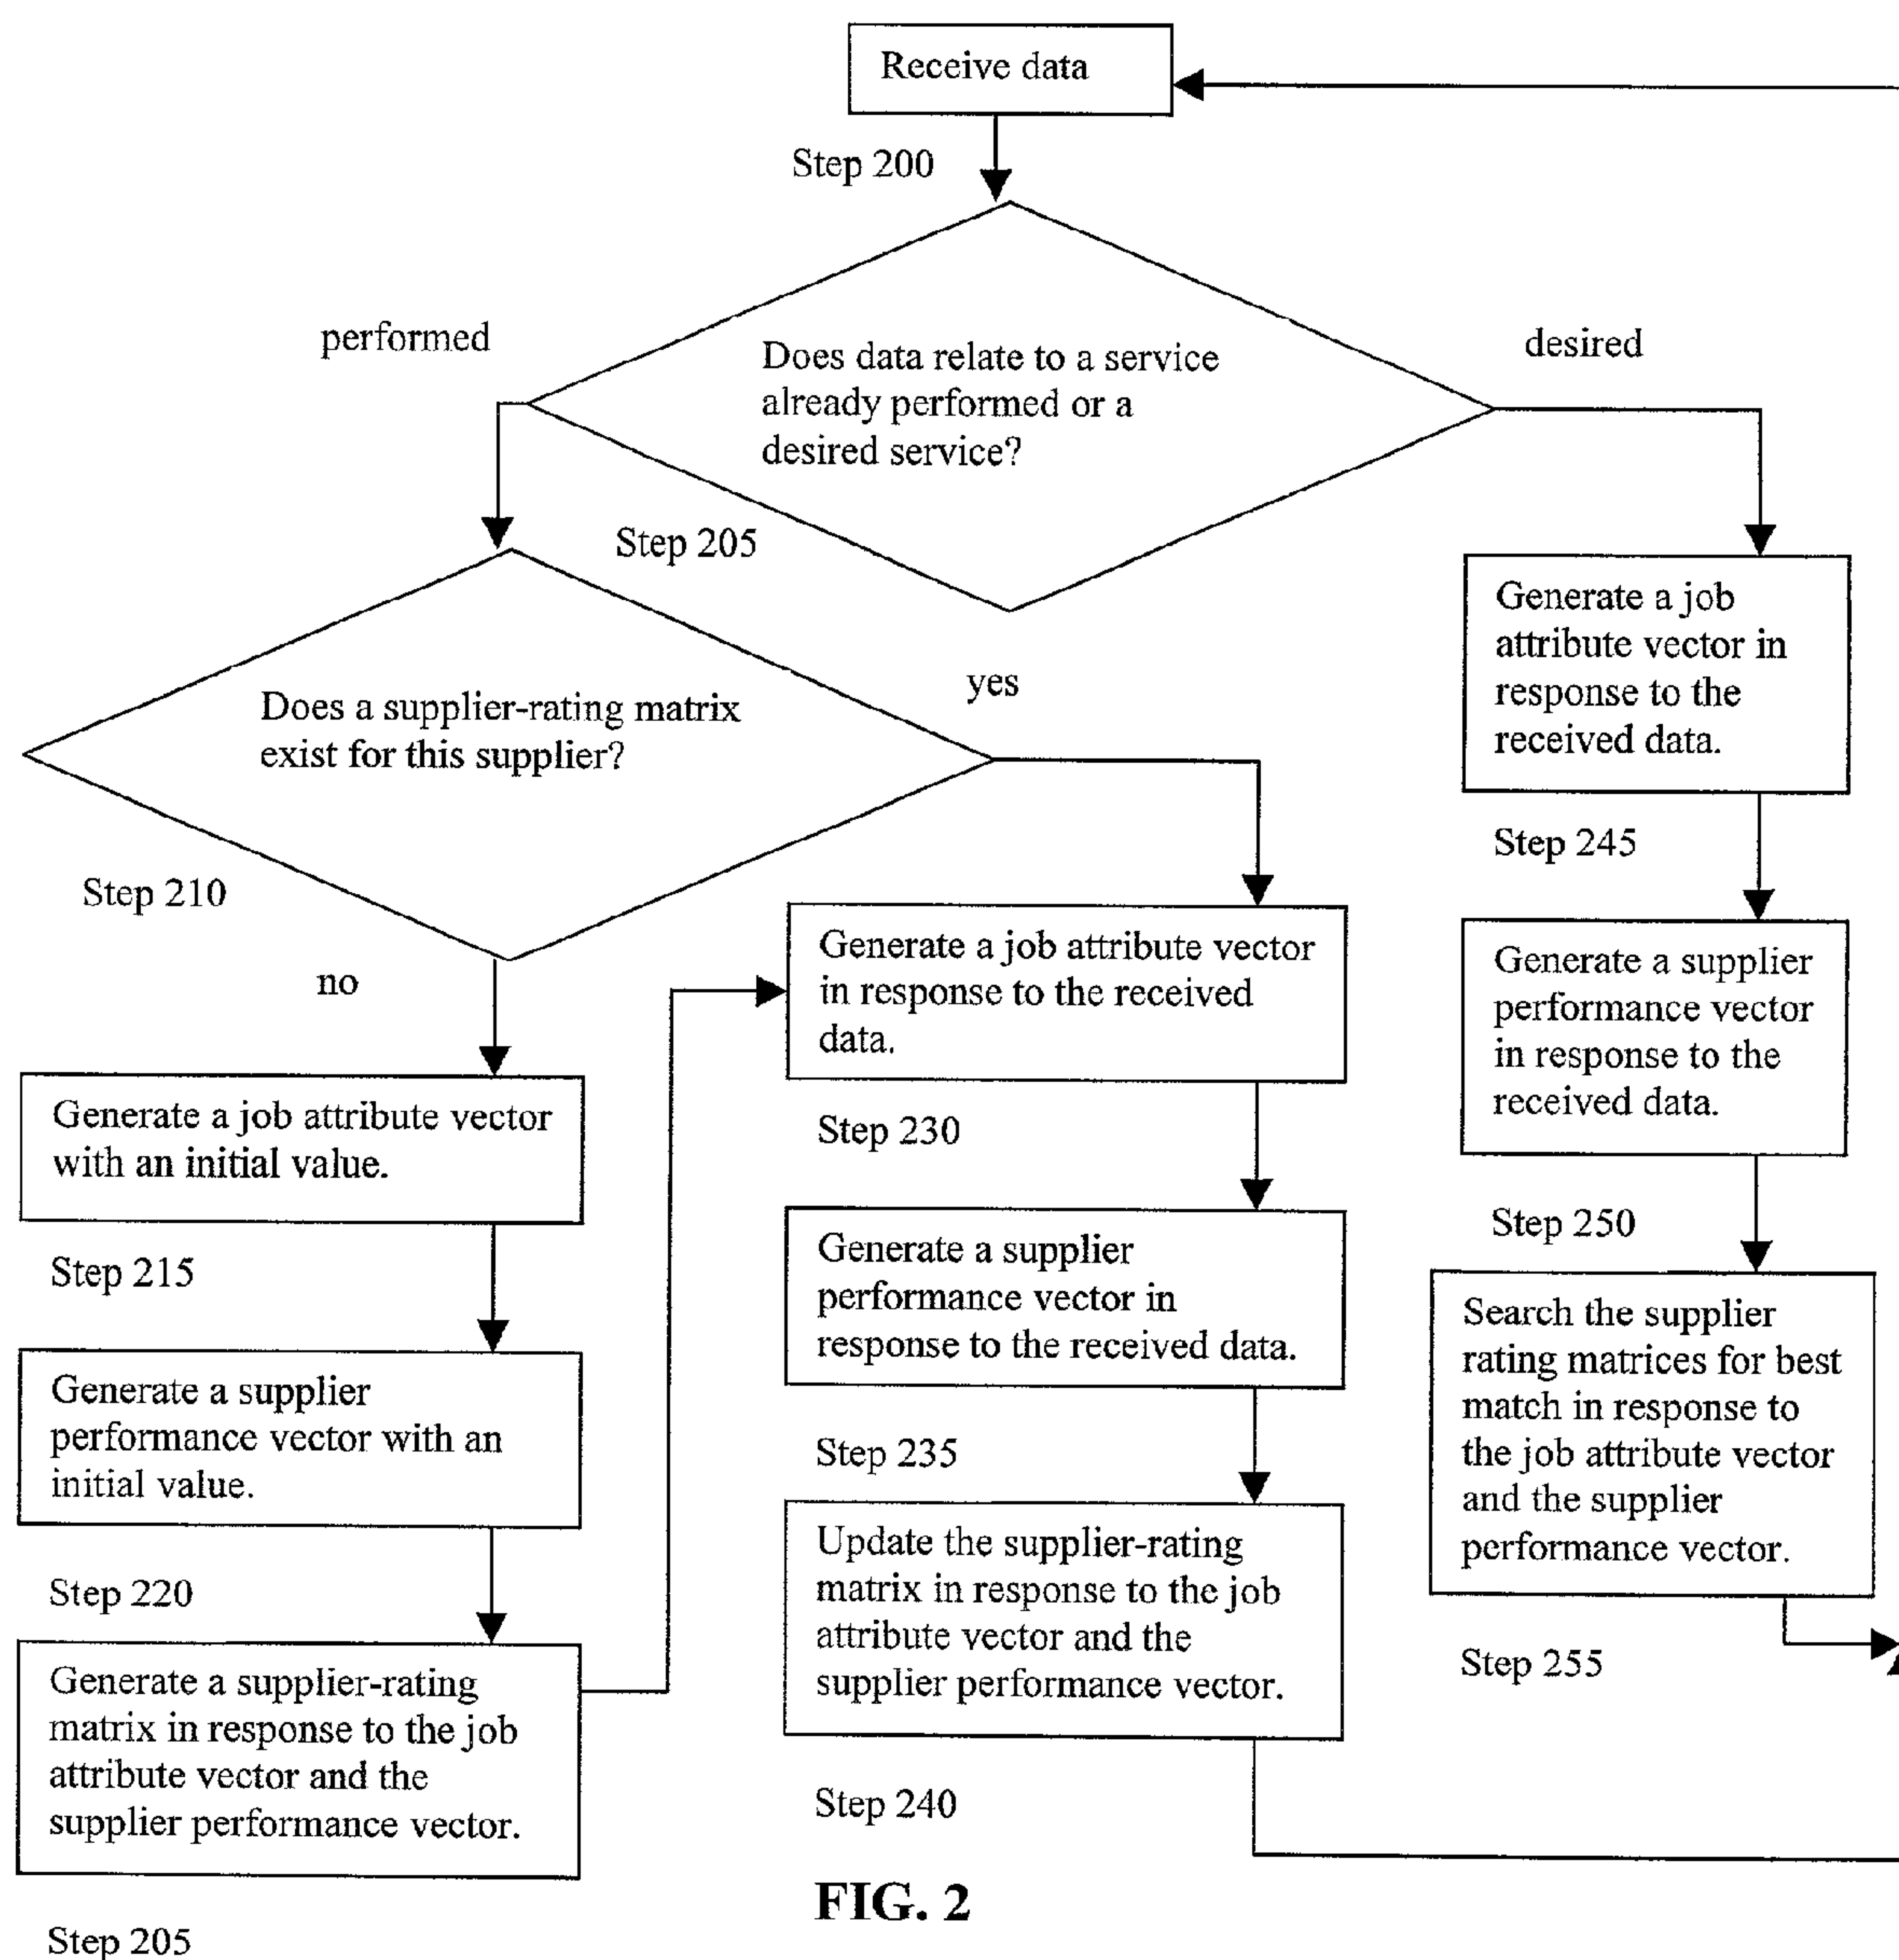 Receive data
Step 200
performed
desired
Does data relate to a service
already performed or a
desired service?
Step 205
Does a supplier-rating matrix
exist for this supplier?
yes
Step 210
no
Generate a job attribute vector
with an initial value.
Step 215
Generate a supplier
performance vector with an
initial value.
Step 220
Generate a supplier-rating
matrix in response to the job
attribute vector and the
supplier performance vector.
Step 205
Generate a job attribute vector
in response to the received
data.
Step 230
Generate a supplier
performance vector in
response to the received data.
Step 235
Update the supplier-rating
matrix in response to the job
attribute vector and the
supplier performance vector.
Step 240
Generate a job
attribute vector in
response to the
received data.
Step 245
Generate a supplier
performance vector
in response to the
received data.
Step 250
Search the supplier
rating matrices for best
match in response to
the job attribute vector
and the supplier
performance vector.
Step 255
FIG. 2